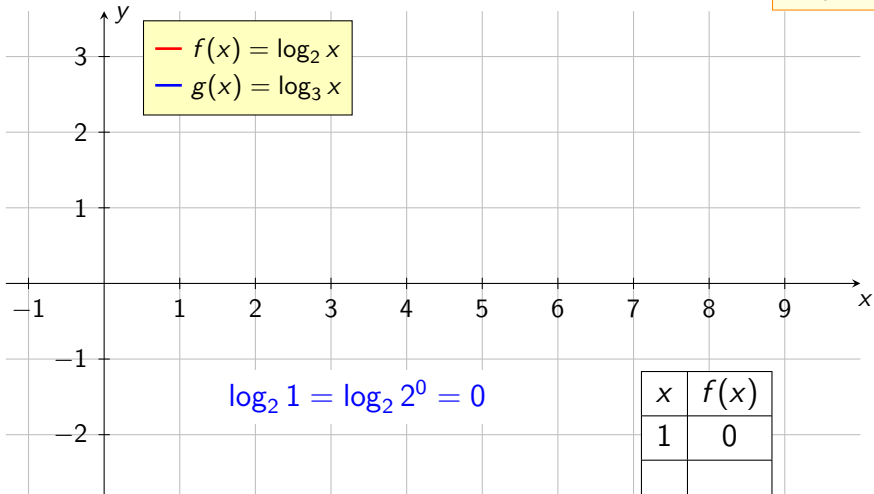 y
f(x) = log₂ x
g(x) = log₃ x
3
2
1
−1 1 2 3 4 5 6 7 8 9 x
−1
−2
log₂ 1 = log₂ 2⁰ = 0
x f(x)
1 0